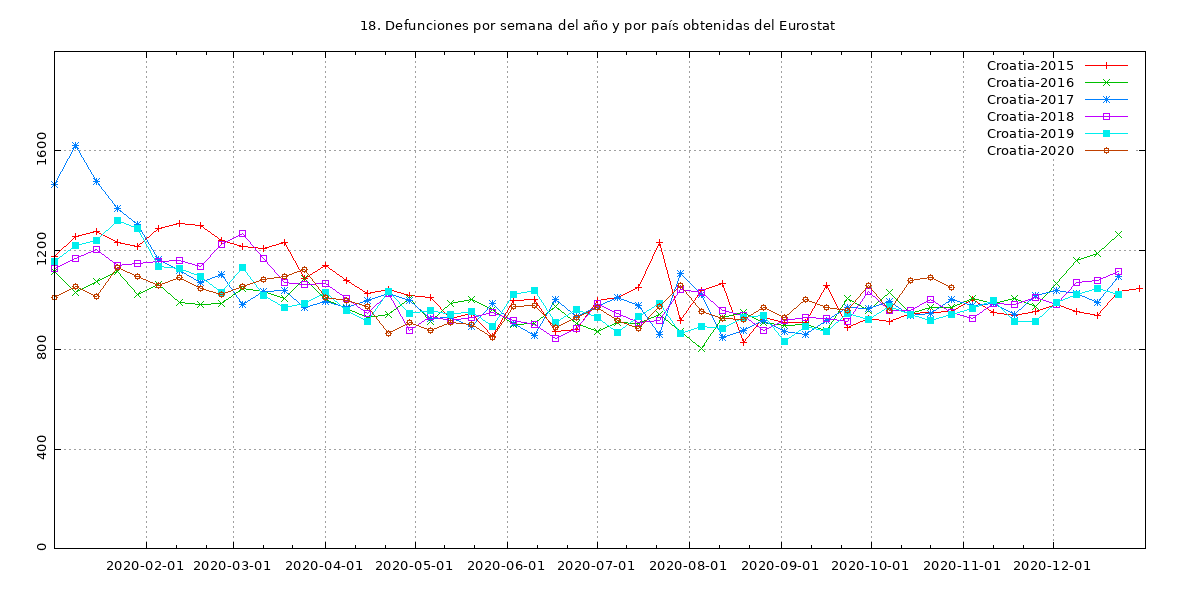 18. Defunciones por semana del año y por país obtenidas del Eurostat
Croatia-2015
Croatia-2016
Croatia-2017
Croatia-2018
Croatia-2019
Croatia-2020
1600
1200
800
400
0
2020-02-01 2020-03-01 2020-04-01 2020-05-01 2020-06-01 2020-07-01 2020-08-01 2020-09-01 2020-10-01 2020-11-01 2020-12-01